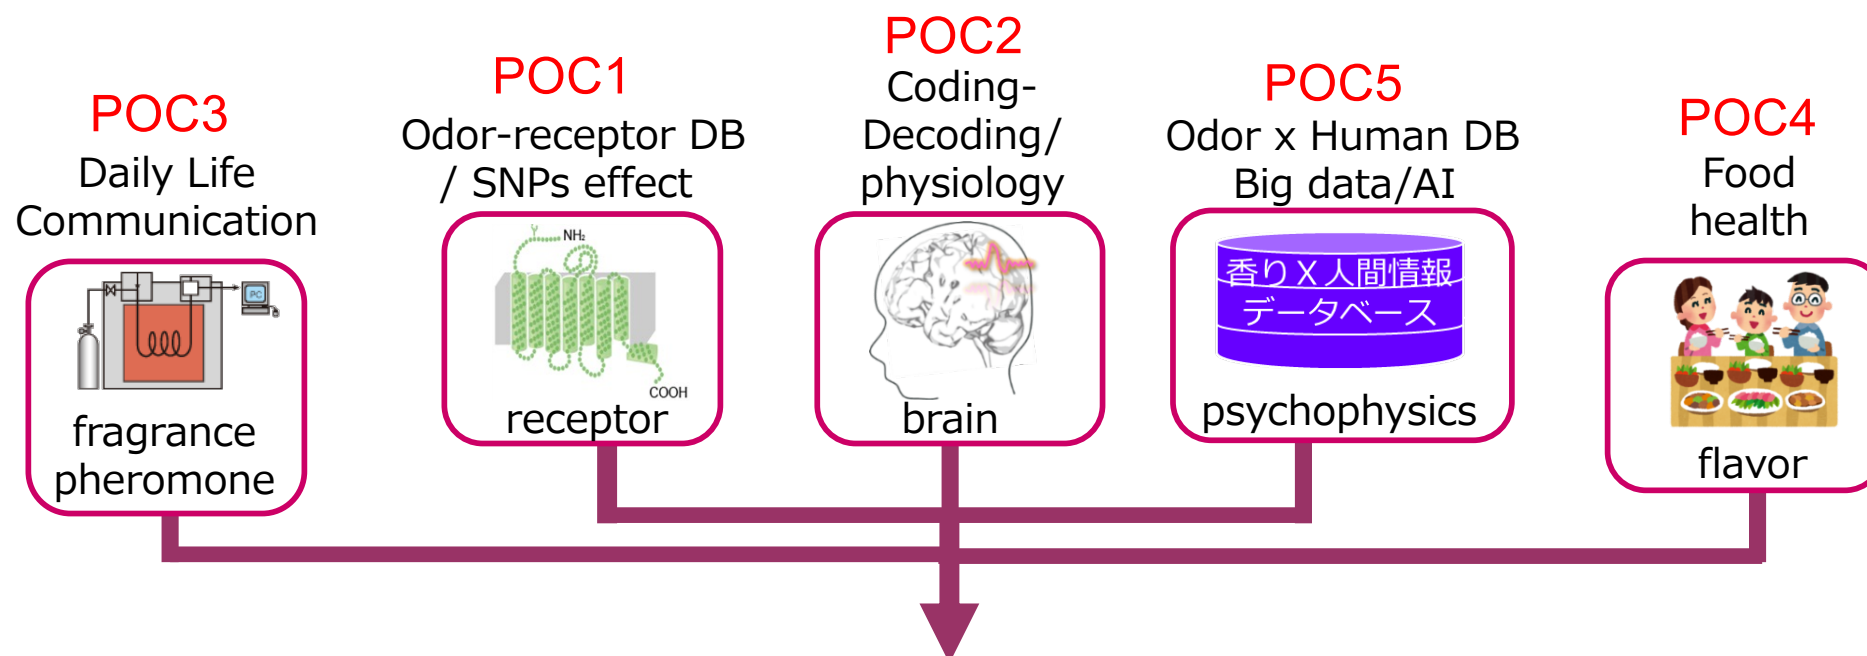 POC3
Daily Life
Communication
PC
fragrance
pheromone
POC1
Odor-receptor DB
/ SNPs effect
NH₂
COOH
receptor
POC2
Coding-
Decoding/
physiology
brain
POC5
Odor x Human DB
Big data/AI
香りX人間情報
データベース
psychophysics
POC4
Food
health
flavor